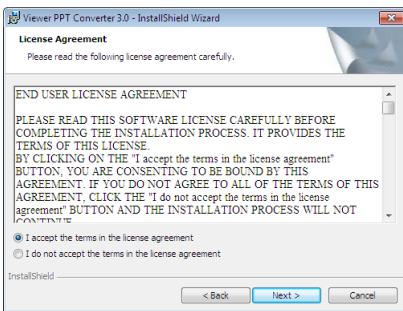 Viewer PPT Converter 3.0 - InstallShield Wizard
License Agreement
Please read the following license agreement carefully.
END USER LICENSE AGREEMENT
PLEASE READ THIS SOFTWARE LICENSE CAREFULLY BEFORE
COMPLETING THE INSTALLATION PROCESS. IT PROVIDES THE
TERMS OF THIS LICENSE.
BY CLICKING ON THE "I accept the terms in the license agreement"
BUTTON, YOU ARE CONSENTING TO BE BOUND BY THIS
AGREEMENT. IF YOU DO NOT AGREE TO ALL OF THE TERMS OF THIS
AGREEMENT, CLICK THE "I do not accept the terms in the license
agreement" BUTTON AND THE INSTALLATION PROCESS WILL NOT
CONTINUE
I accept the terms in the license agreement
I do not accept the terms in the license agreement
InstallShield
< Back Next > Cancel